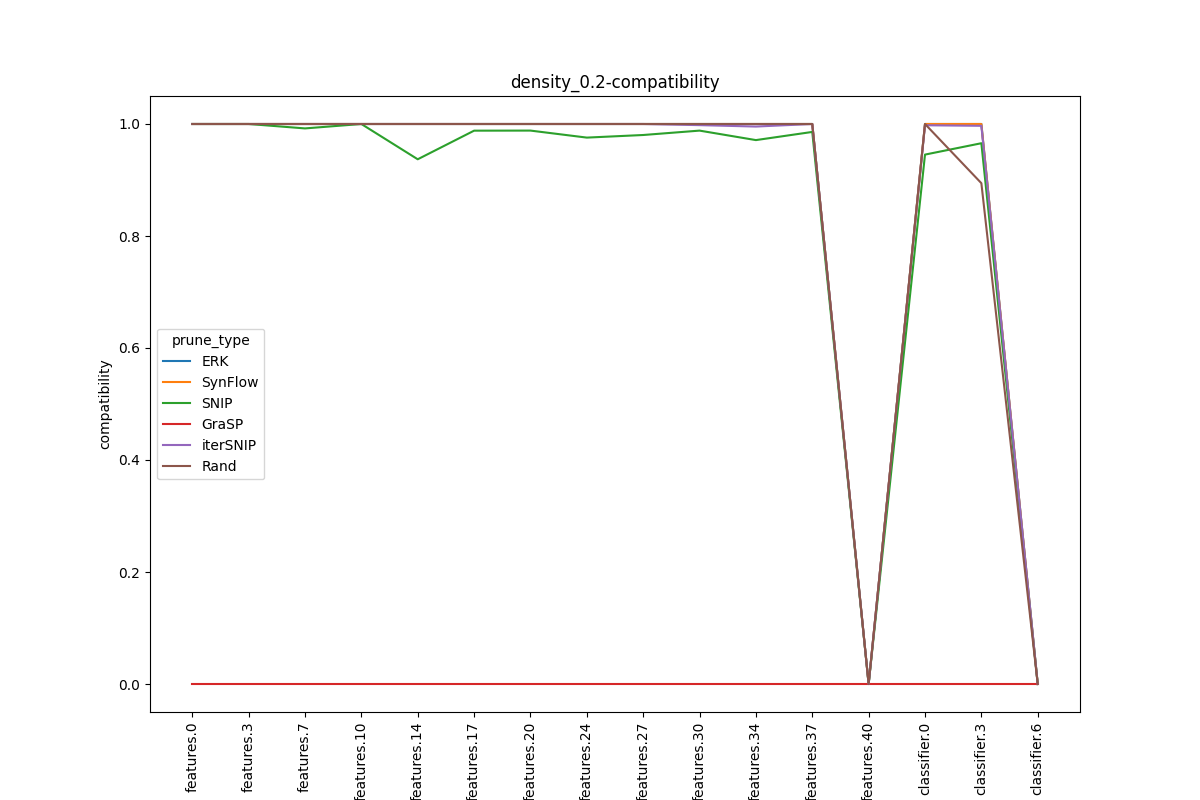 density_0.2-compatibility
compatibility
1.0
0.8
0.6
0.4
0.2
0.0
prune_type
ERK
SynFlow
SNIP
GraSP
iterSNIP
Rand
features.0
features.3
features.7
features.10
features.14
features.17
features.20
features.24
features.27
features.30
features.34
features.37
features.40
classifier.0
classifier.3
classifier.6